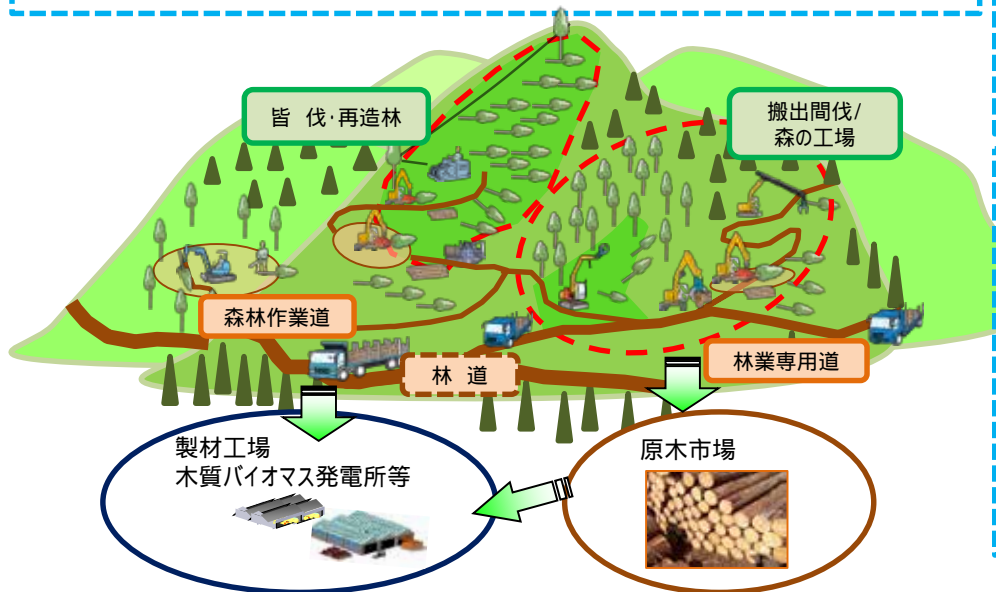 皆 伐・再造林
搬出間伐/
森の工場
森林作業道
林 道
林業専用道
製材工場
木質バイオマス発電所等
原木市場